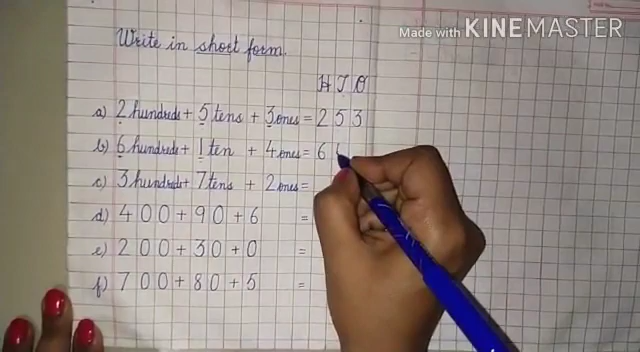 Made with KINEMASTER
Write in short form.
H T O
a) 2 hundreds + 5 tens + 3 ones = 2 5 3
b) 6 hundreds + 1 ten + 4 ones = 6
c) 3 hundreds + 7 tens + 2 ones =
d) 4 0 0 + 9 0 + 6 =
e) 2 0 0 + 3 0 + 0 =
f) 7 0 0 + 8 0 + 5 =